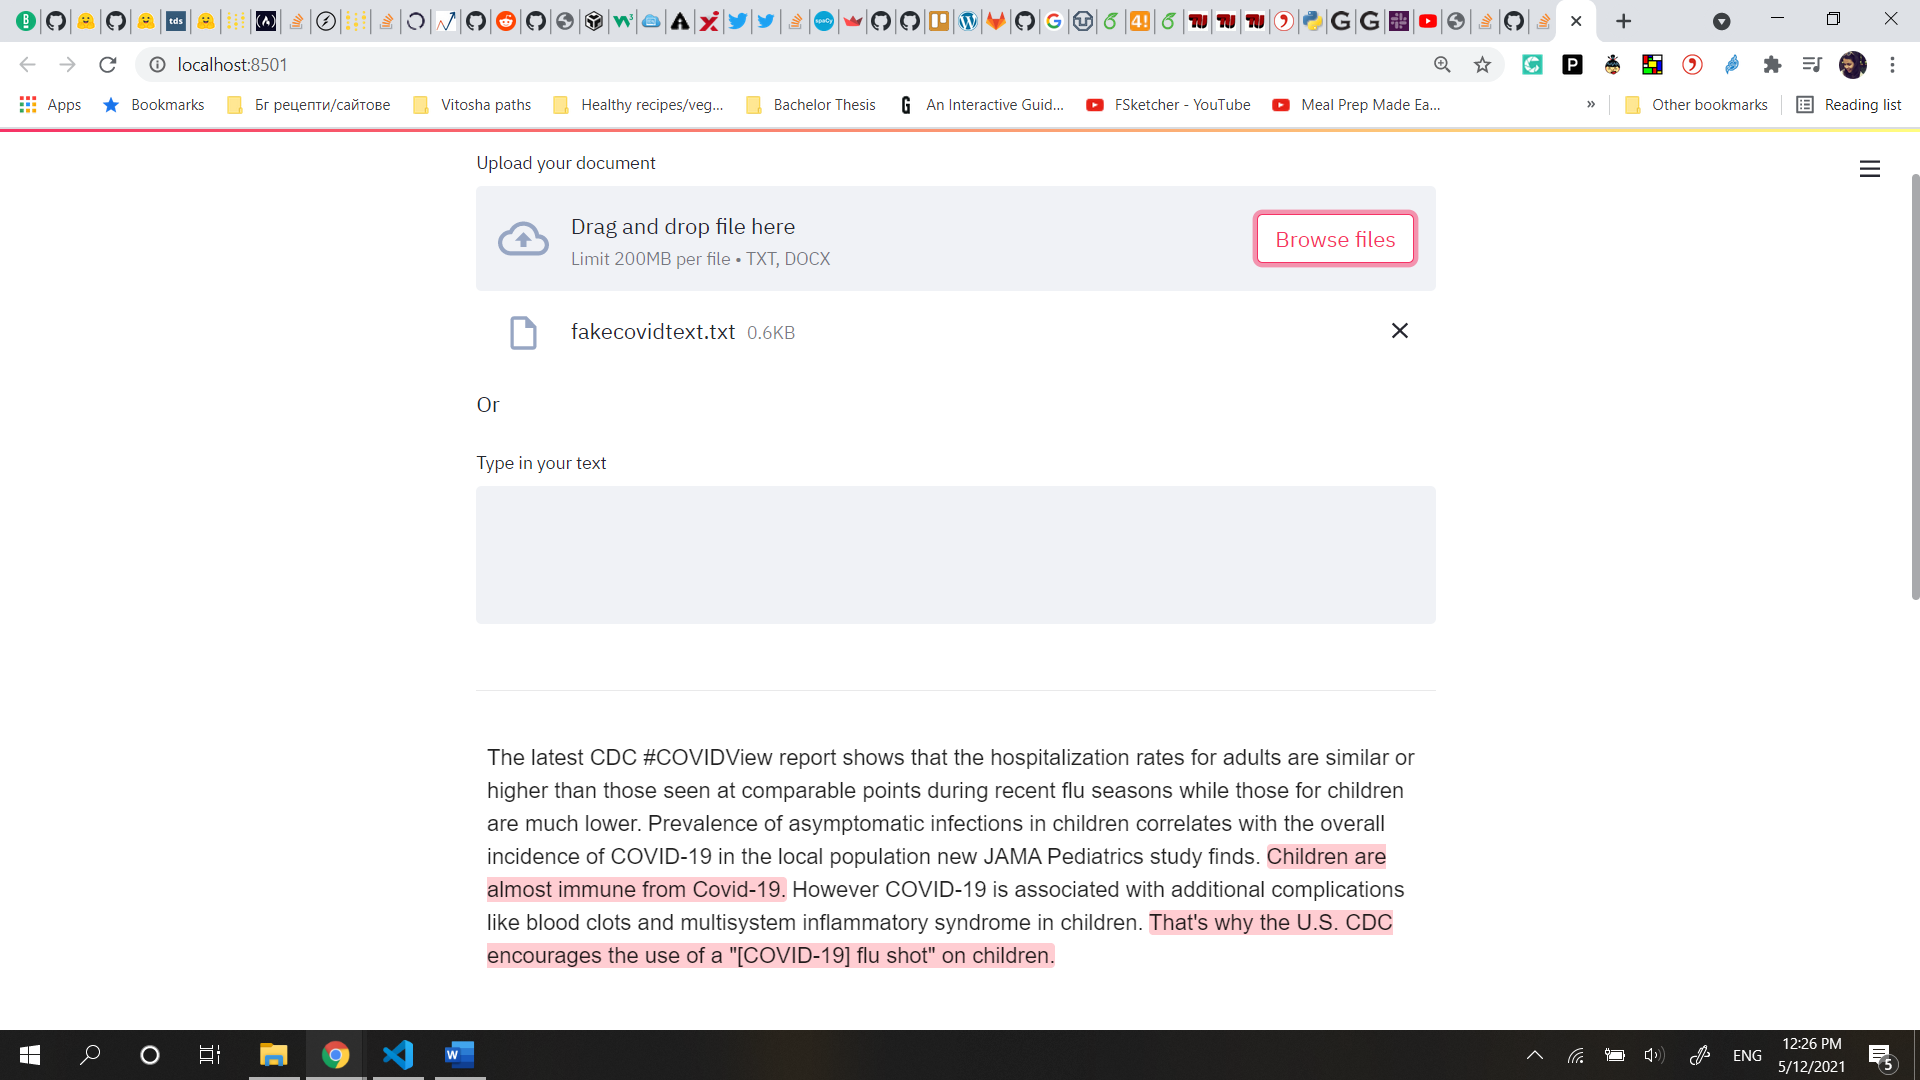 localhost:8501
Apps Bookmarks Бг рецепти/сайтове Vitosha paths Healthy recipes/veg... Bachelor Thesis An Interactive Guid... FSketcher - YouTube Meal Prep Made Ea... » Other bookmarks Reading list
Upload your document
Drag and drop file here
Limit 200MB per file • TXT, DOCX
Browse files
fakecovidtext.txt 0.6KB
Or
Type in your text
The latest CDC #COVIDView report shows that the hospitalization rates for adults are similar or
higher than those seen at comparable points during recent flu seasons while those for children
are much lower. Prevalence of asymptomatic infections in children correlates with the overall
incidence of COVID-19 in the local population new JAMA Pediatrics study finds. Children are
almost immune from Covid-19. However COVID-19 is associated with additional complications
like blood clots and multisystem inflammatory syndrome in children. That's why the U.S. CDC
encourages the use of a "[COVID-19] flu shot" on children.
ENG
12:26 PM
5/12/2021
5